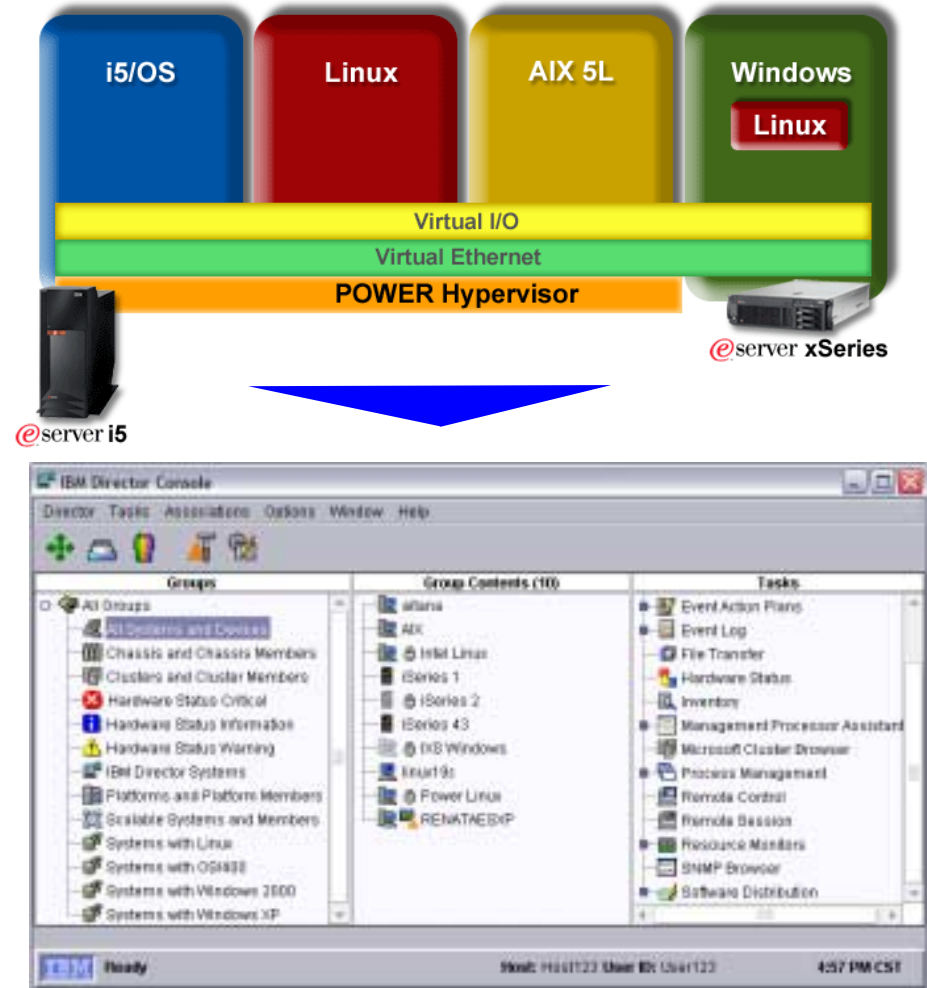 i5/OS
Linux
AIX 5L
Windows
Linux
Virtual I/O
Virtual Ethernet
POWER Hypervisor
eserver xSeries
eserver i5
IBM Director Console
Director Tasks Associations Options Window Help
Groups
All Groups
All Systems and Devices
Chassis and Chassis Members
Clusters and Cluster Members
Hardware Status Critical
Hardware Status Information
Hardware Status Warning
IBM Director Systems
Platforms and Platform Members
Scalable Systems and Members
Systems with Linux
Systems with OS/400
Systems with Windows 2000
Systems with Windows XP
Group Contents (10)
AIX
Intel Linux
iSeries 1
iSeries 2
iSeries 43
IXS Windows
Power Linux
Tasks
Event Action Plans
Event Log
File Transfer
Hardware Status
Inventory
Management Processor Assistant
Microsoft Cluster Browser
Process Management
Remote Control
Remote Session
Resource Monitors
SNMP Browser
Software Distribution
IBM Ready
Host: Host123 User ID: User123
4:57 PM CST